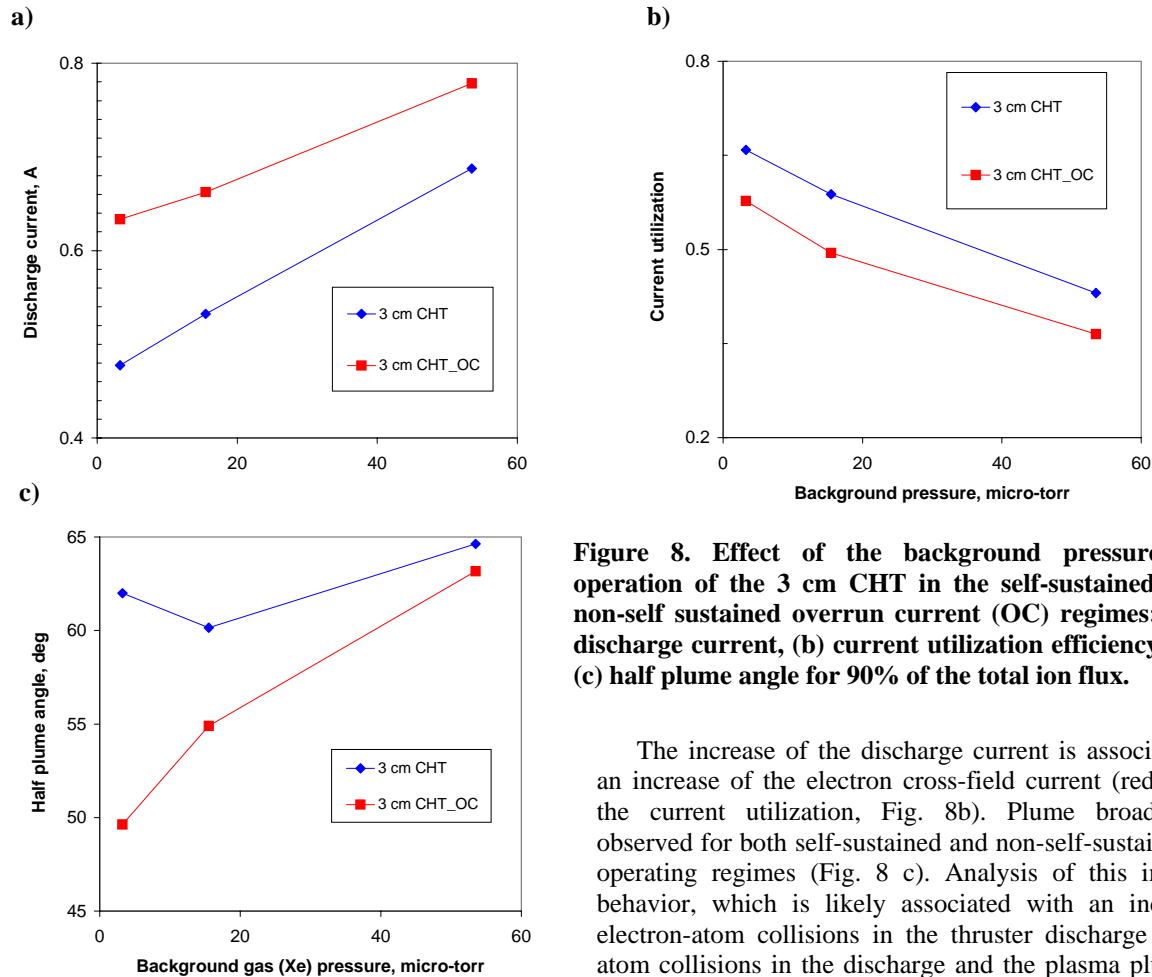 a)
0.8
0.6
0.4
Discharge current, A
3 cm CHT
3 cm CHT_OC
0
20
40
60
b)
0.8
0.5
0.2
Current utilization
3 cm CHT
3 cm CHT_OC
0
20
40
60
Background pressure, micro-torr
c)
65
60
55
50
45
Half plume angle, deg
3 cm CHT
3 cm CHT_OC
0
20
40
60
Background gas (Xe) pressure, micro-torr
Figure 8. Effect of the background pressure
operation of the 3 cm CHT in the self-sustained
non-self sustained overrun current (OC) regimes:
discharge current, (b) current utilization efficiency
(c) half plume angle for 90% of the total ion flux.
The increase of the discharge current is associ
an increase of the electron cross-field current (red
the current utilization, Fig. 8b). Plume broad
observed for both self-sustained and non-self-sustai
operating regimes (Fig. 8 c). Analysis of this in
behavior, which is likely associated with an inc
electron-atom collisions in the thruster discharge
atom collisions in the discharge and the plasma pl